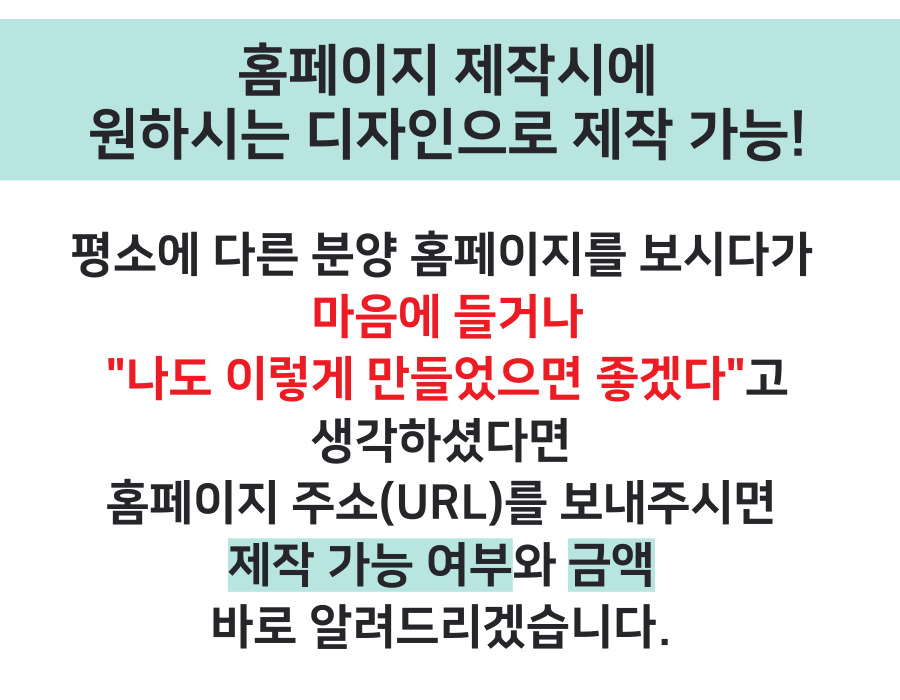 홈페이지 제작시에
원하시는 디자인으로 제작 가능!
평소에 다른 분양 홈페이지를 보시다가
마음에 들거나
"나도 이렇게 만들었으면 좋겠다"고
생각하셨다면
홈페이지 주소(URL)를 보내주시면
제작 가능 여부와 금액
바로 알려드리겠습니다.